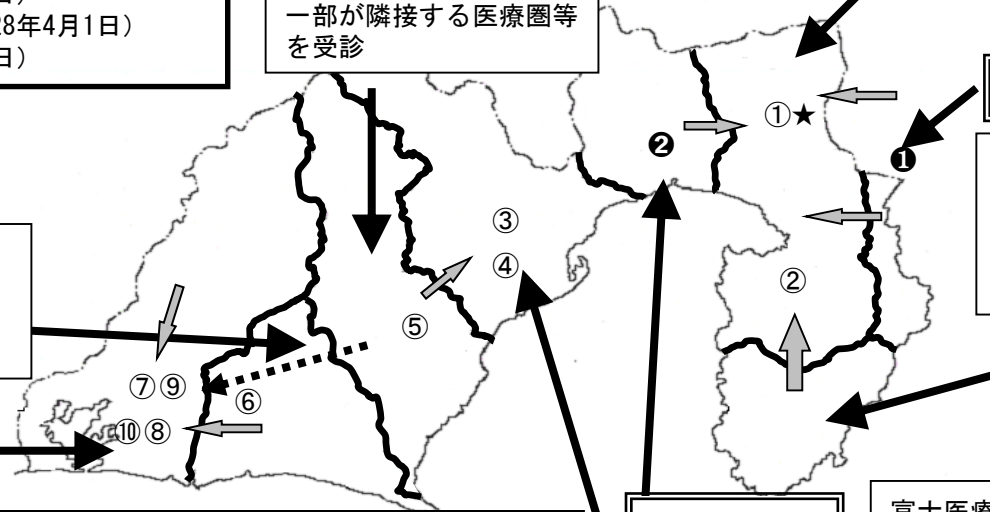 日）
28年4月1日）
日）
一部が隣接する医療圏等
を受診
①★
❷
❶
③
④
②
⑤
⑦⑨
⑥
⑩⑧
富士医療